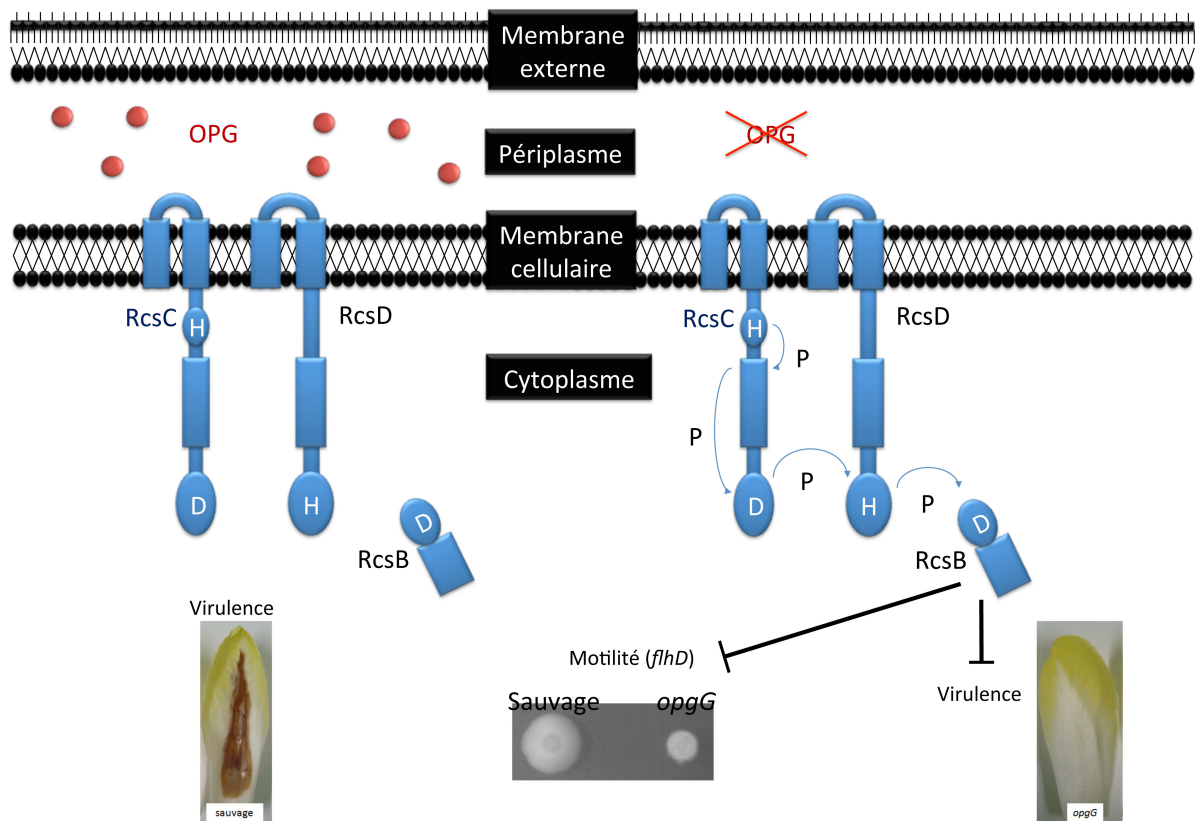 Membrane
externe
OPG
OPG
Périplasme
Membrane
cellulaire
RcsC
H
RcsD
RcsC
H
RcsD
P
Cytoplasme
P
P
P
D
H
D
RcsB
D
H
D
RcsB
Virulence
Motilité (flhD)
Virulence
Sauvage
opgG
sauvage
opgG